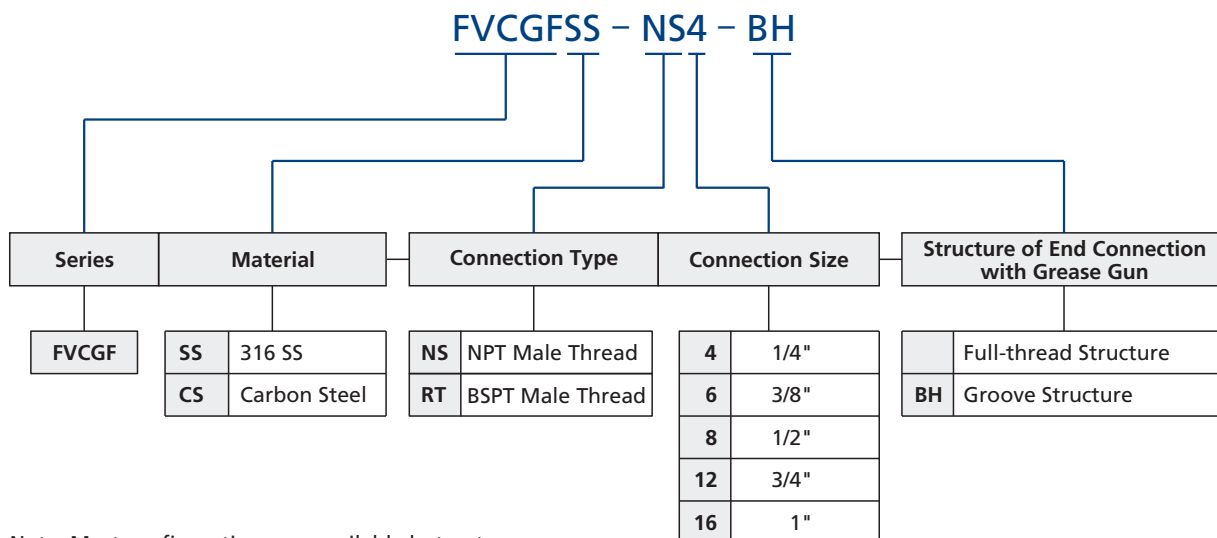 FVCGFSS – NS4 – BH
Series
Material
Connection Type
Connection Size
Structure of End Connection
with Grease Gun
FVCGF
SS 316 SS
CS Carbon Steel
NS NPT Male Thread
RT BSPT Male Thread
4 1/4"
6 3/8"
8 1/2"
12 3/4"
16 1"
Full-thread Structure
BH Groove Structure